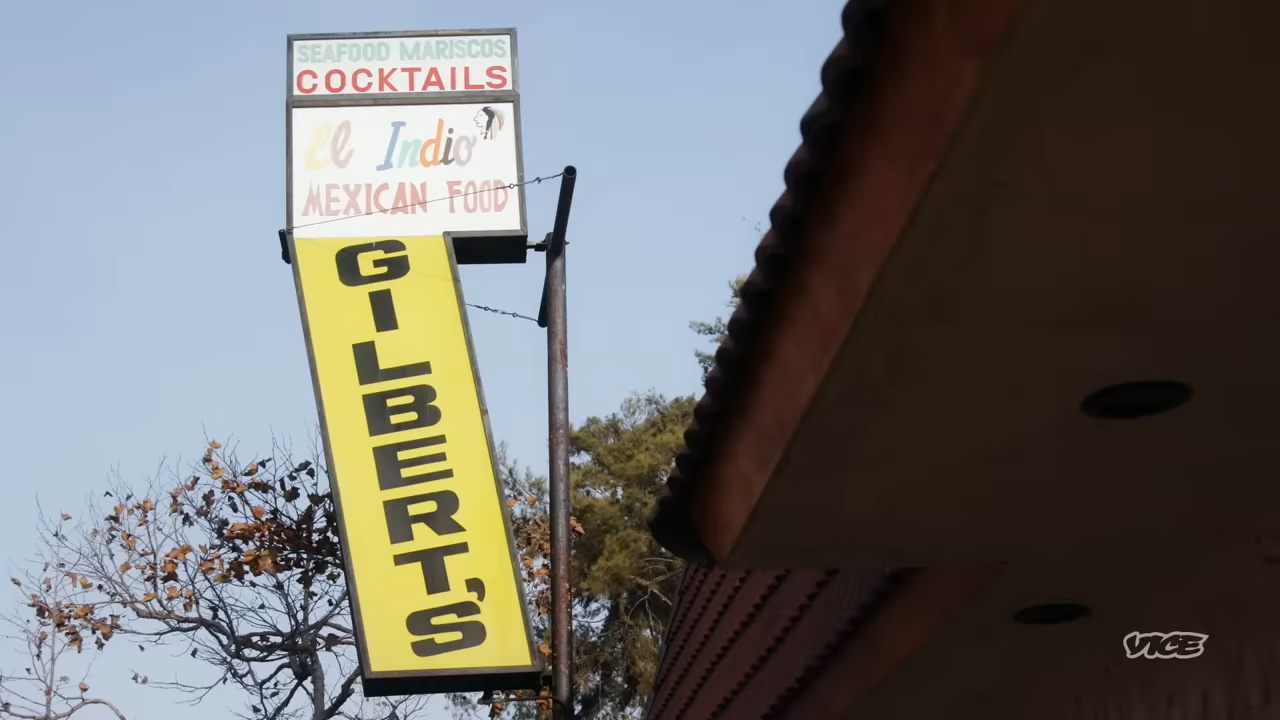 SEAFOOD MARISCOS
COCKTAILS
El Indio
MEXICAN FOOD
GILBERT'S
VICE